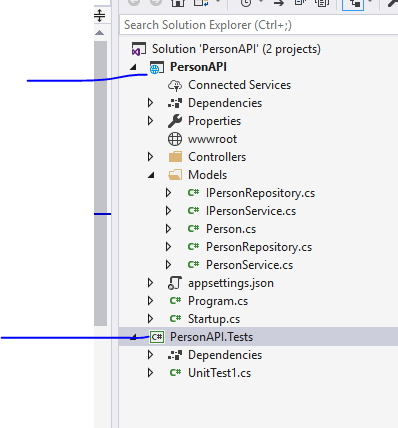 Search Solution Explorer (Ctrl+;)
Solution 'PersonAPI' (2 projects)
PersonAPI
Connected Services
Dependencies
Properties
wwwroot
Controllers
Models
C# IPersonRepository.cs
C# IPersonService.cs
C# Person.cs
C# PersonRepository.cs
C# PersonService.cs
appsettings.json
C# Program.cs
C# Startup.cs
C# PersonAPI.Tests
Dependencies
C# UnitTest1.cs